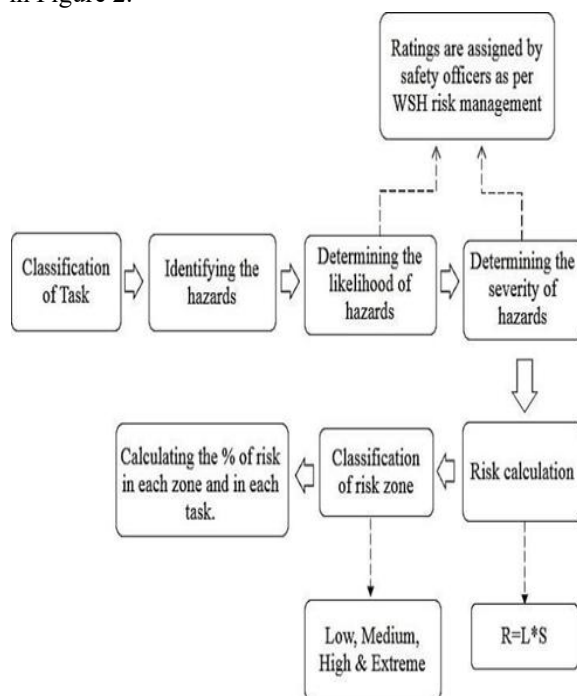 in Figure 2.
Ratings are assigned by
safety officers as per
WSH risk management
Classification
of Task
Identifying the
hazards
Determining the
likelihood of
hazards
Determining the
severity of
hazards
Calculating the % of risk
in each zone and in each
task.
Classification
of risk zone
Risk calculation
Low, Medium,
High & Extreme
R=L*S